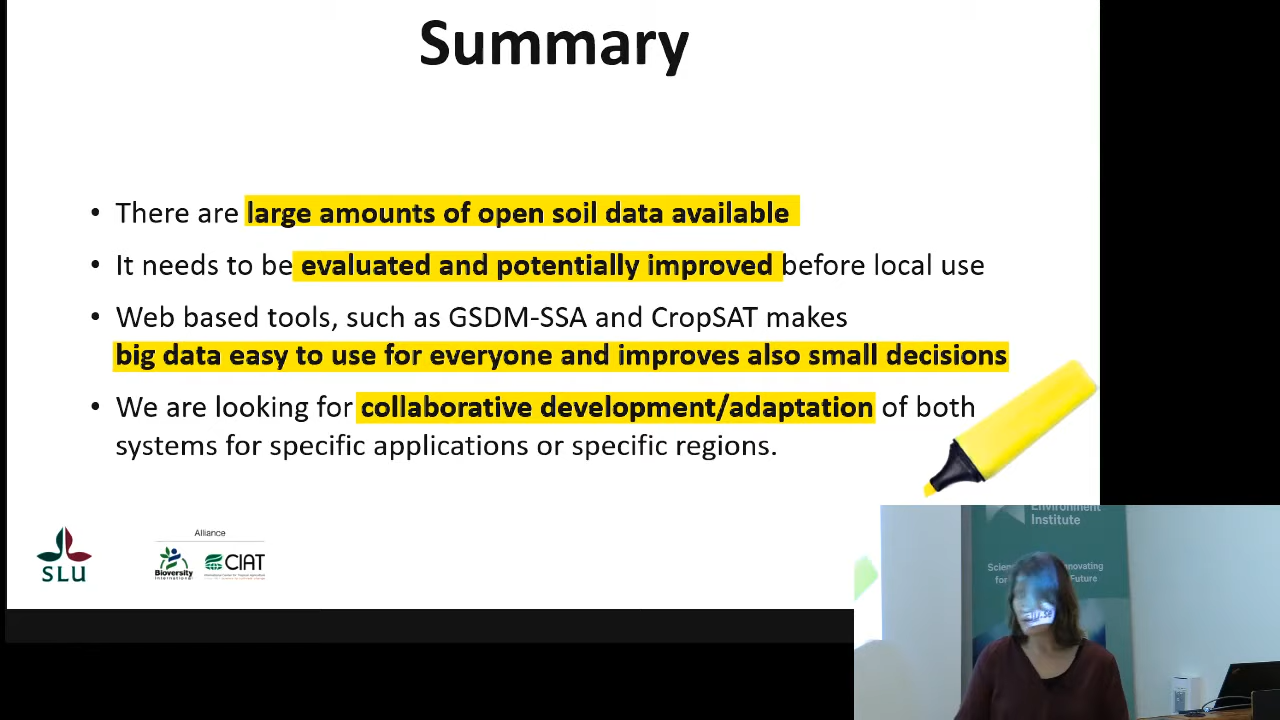 Summary
• There are large amounts of open soil data available
• It needs to be evaluated and potentially improved before local use
• Web based tools, such as GSDM-SSA and CropSAT makes
big data easy to use for everyone and improves also small decisions
• We are looking for collaborative development/adaptation of both
systems for specific applications or specific regions.
SLU
Alliance
Bioversity
International
CIAT
Environment
Institute